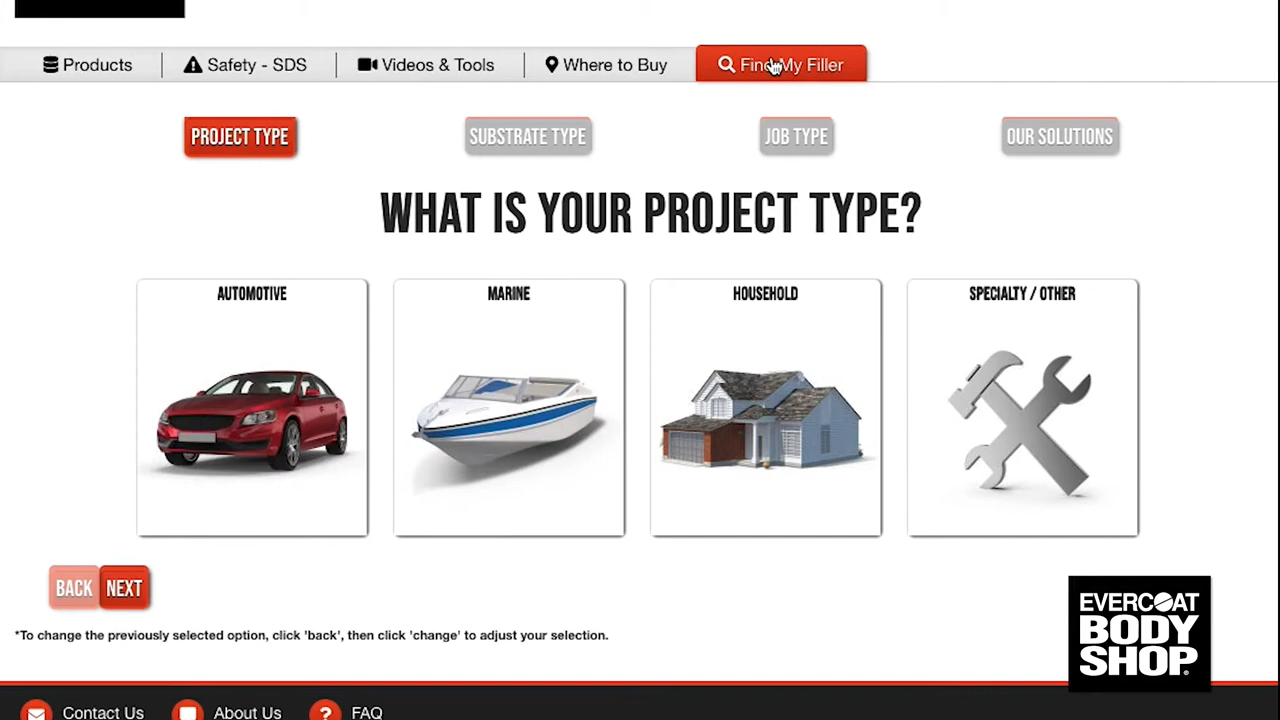 Products
Safety - SDS
Videos & Tools
Where to Buy
Find My Filler
PROJECT TYPE
SUBSTRATE TYPE
JOB TYPE
OUR SOLUTIONS
WHAT IS YOUR PROJECT TYPE?
AUTOMOTIVE
MARINE
HOUSEHOLD
SPECIALTY / OTHER
BACK
NEXT
*To change the previously selected option, click 'back', then click 'change' to adjust your selection.
EVERCOAT
BODY
SHOP®
Contact Us
About Us
? FAQ